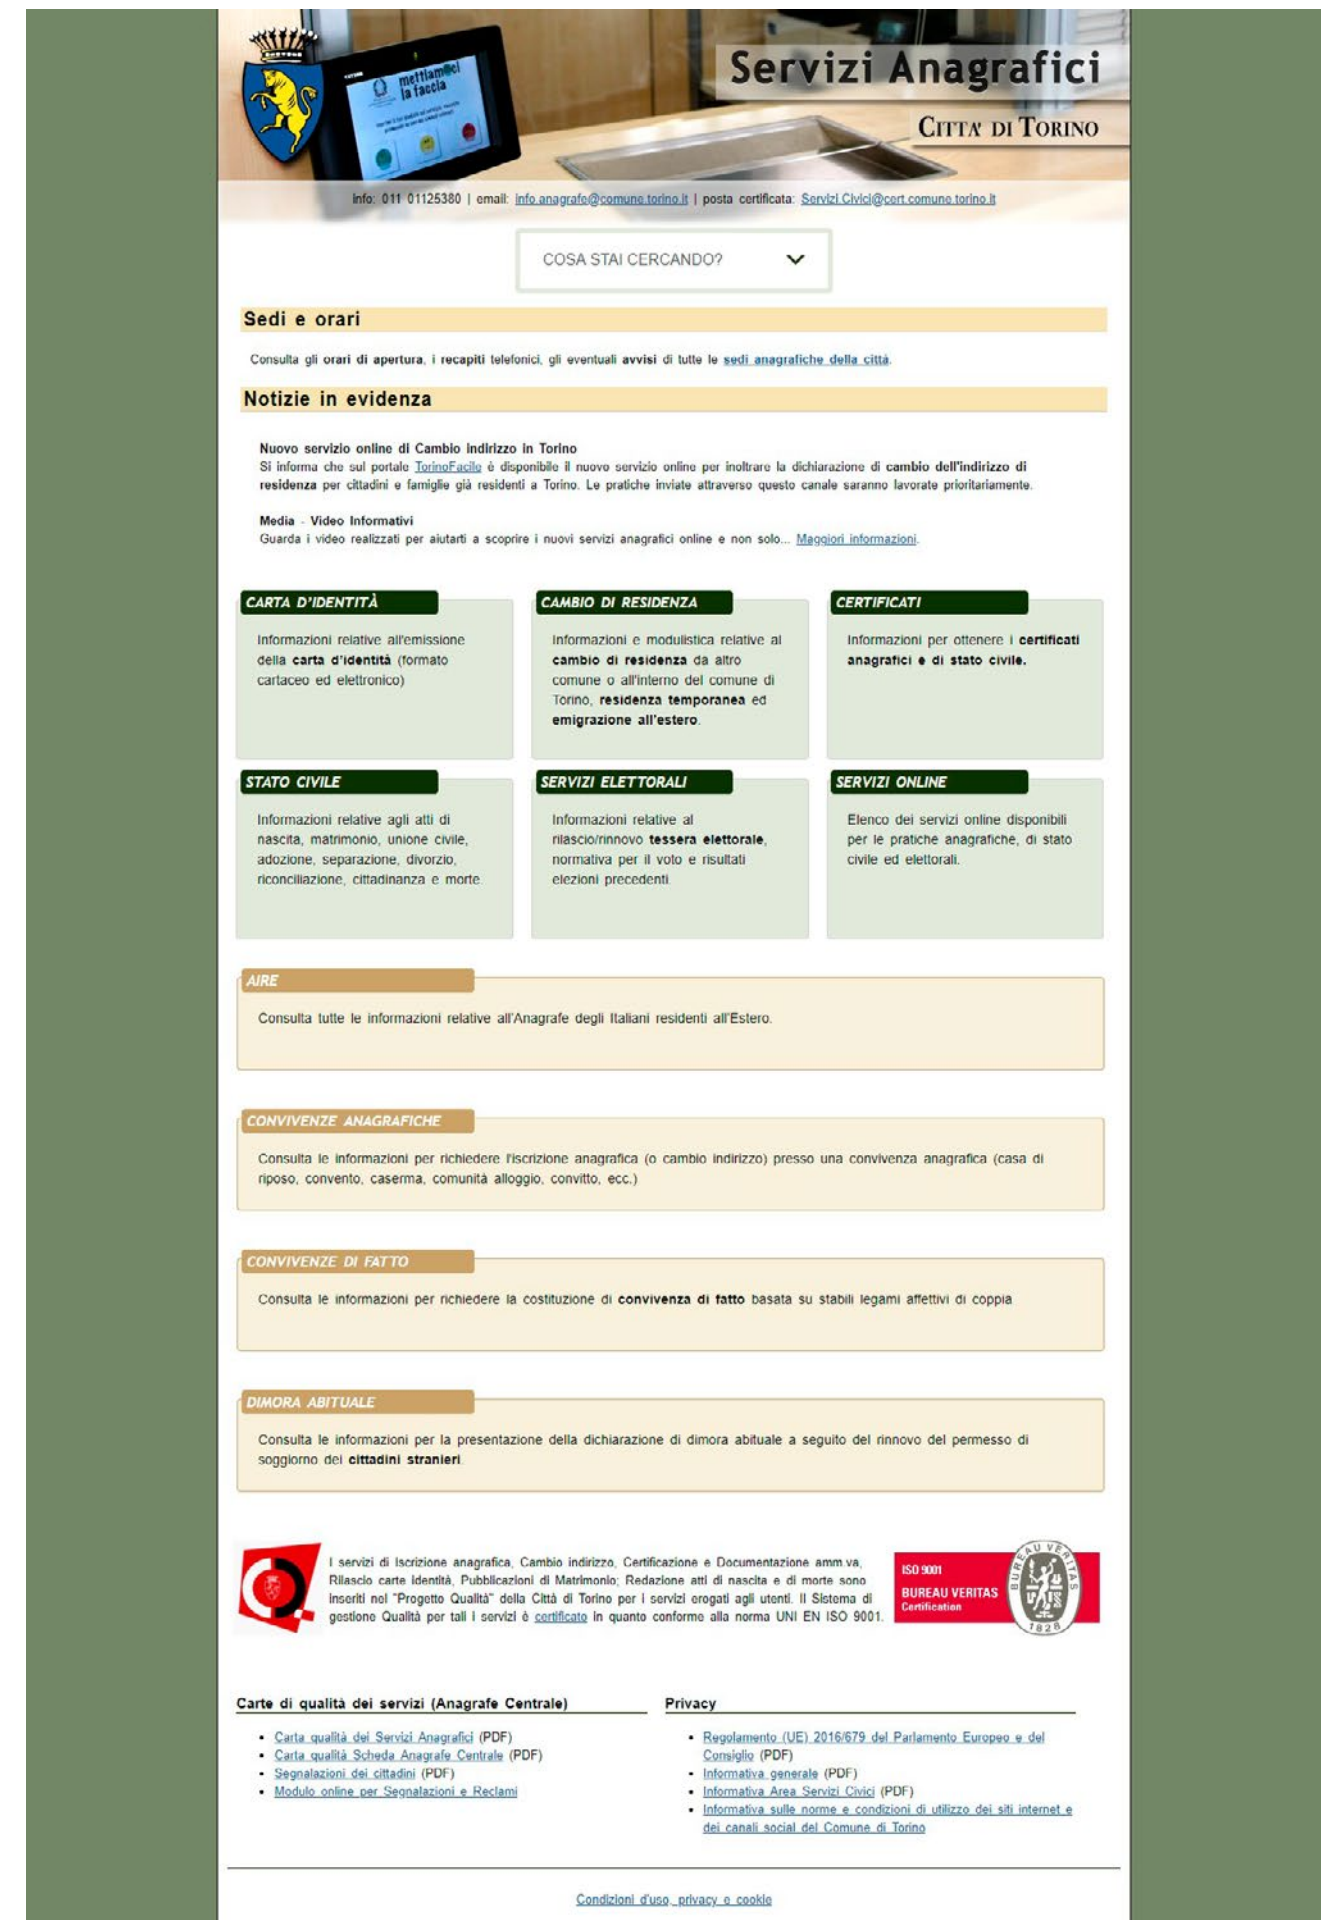 mettiamoci
la faccia
Servizi Anagrafici
CITTA' DI TORINO
info: 011 01125380 | email: info.anagrafe@comune.torino.it | posta certificata: Servizi.Civici@cert.comune.torino.it
COSA STAI CERCANDO?
Sedi e orari
Consulta gli orari di apertura, i recapiti telefonici, gli eventuali avvisi di tutte le sedi anagrafiche della città.
Notizie in evidenza
Nuovo servizio online di Cambio Indirizzo in Torino
Si informa che sul portale TorinoFacile è disponibile il nuovo servizio online per inoltrare la dichiarazione di cambio dell'indirizzo di
residenza per cittadini e famiglie già residenti a Torino. Le pratiche inviate attraverso questo canale saranno lavorate prioritariamente.
Media - Video Informativi
Guarda i video realizzati per aiutarti a scoprire i nuovi servizi anagrafici online e non solo... Maggiori informazioni.
CARTA D'IDENTITÀ
Informazioni relative all'emissione
della carta d'identità (formato
cartaceo ed elettronico)
CAMBIO DI RESIDENZA
Informazioni e modulistica relative al
cambio di residenza da altro
comune o all'interno del comune di
Torino, residenza temporanea ed
emigrazione all'estero.
CERTIFICATI
Informazioni per ottenere i certificati
anagrafici e di stato civile.
STATO CIVILE
Informazioni relative agli atti di
nascita, matrimonio, unione civile,
adozione, separazione, divorzio,
riconciliazione, cittadinanza e morte.
SERVIZI ELETTORALI
Informazioni relative al
rilascio/rinnovo tessera elettorale,
normativa per il voto e risultati
elezioni precedenti.
SERVIZI ONLINE
Elenco dei servizi online disponibili
per le pratiche anagrafiche, di stato
civile ed elettorali.
AIRE
Consulta tutte le informazioni relative all'Anagrafe degli Italiani residenti all'Estero.
CONVIVENZE ANAGRAFICHE
Consulta le informazioni per richiedere l'iscrizione anagrafica (o cambio indirizzo) presso una convivenza anagrafica (casa di
riposo, convento, caserma, comunità alloggio, convitto, ecc.)
CONVIVENZE DI FATTO
Consulta le informazioni per richiedere la costituzione di convivenza di fatto basata su stabili legami affettivi di coppia
DIMORA ABITUALE
Consulta le informazioni per la presentazione della dichiarazione di dimora abituale a seguito del rinnovo del permesso di
soggiorno dei cittadini stranieri.
I servizi di Iscrizione anagrafica, Cambio indirizzo, Certificazione e Documentazione amm.va,
Rilascio carte Identità, Pubblicazioni di Matrimonio; Redazione atti di nascita e di morte sono
inseriti nel "Progetto Qualità" della Città di Torino per i servizi erogati agli utenti. Il Sistema di
gestione Qualità per tali i servizi è certificato in quanto conforme alla norma UNI EN ISO 9001.
ISO 9001
BUREAU VERITAS
Certification
BUREAU VERITAS
1828
Carte di qualità dei servizi (Anagrafe Centrale)
Carta qualità dei Servizi Anagrafici (PDF)
Carta qualità Scheda Anagrafe Centrale (PDF)
Segnalazioni dei cittadini (PDF)
Modulo online per Segnalazioni e Reclami
Privacy
Regolamento (UE) 2016/679 del Parlamento Europeo e del
Consiglio (PDF)
Informativa generale (PDF)
Informativa Area Servizi Civici (PDF)
Informativa sulle norme e condizioni di utilizzo dei siti internet e
dei canali social del Comune di Torino
Condizioni d'uso, privacy e cookie